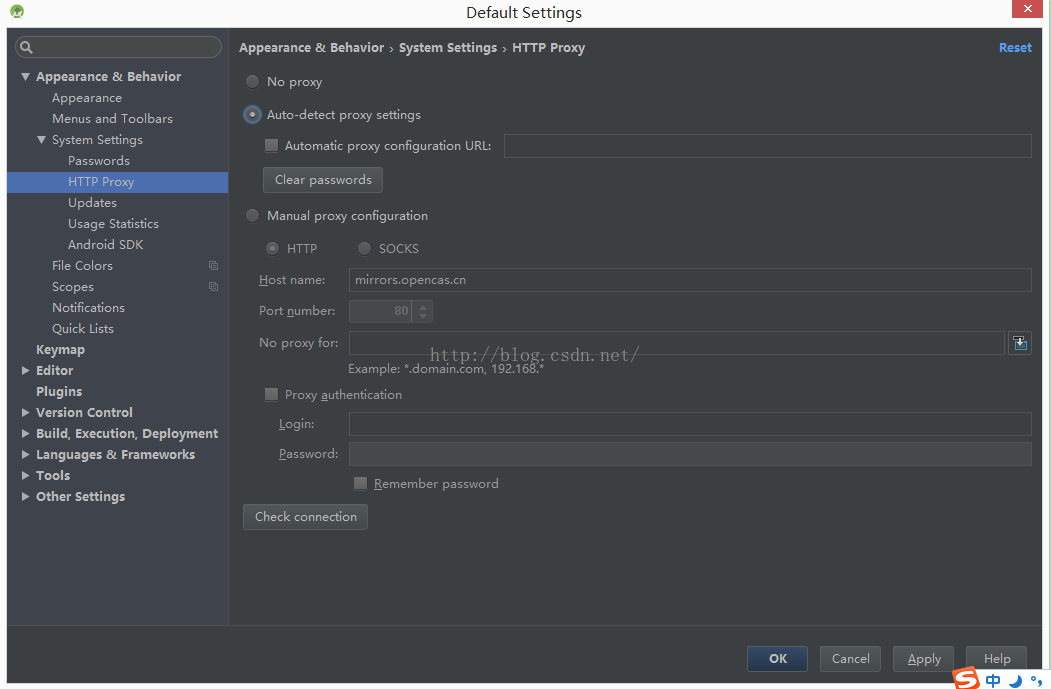 Default Settings
Appearance & Behavior › System Settings › HTTP Proxy
Reset
Appearance & Behavior
Appearance
Menus and Toolbars
System Settings
Passwords
HTTP Proxy
Updates
Usage Statistics
Android SDK
File Colors
Scopes
Notifications
Quick Lists
Keymap
Editor
Plugins
Version Control
Build, Execution, Deployment
Languages & Frameworks
Tools
Other Settings
No proxy
Auto-detect proxy settings
Automatic proxy configuration URL:
Clear passwords
Manual proxy configuration
HTTP SOCKS
Host name: mirrors.opencas.cn
Port number: 80
No proxy for:
http://blog.csdn.net/
Example: *.domain.com, 192.168.*
Proxy authentication
Login:
Password:
Remember password
Check connection
OK Cancel Apply Help
S 中